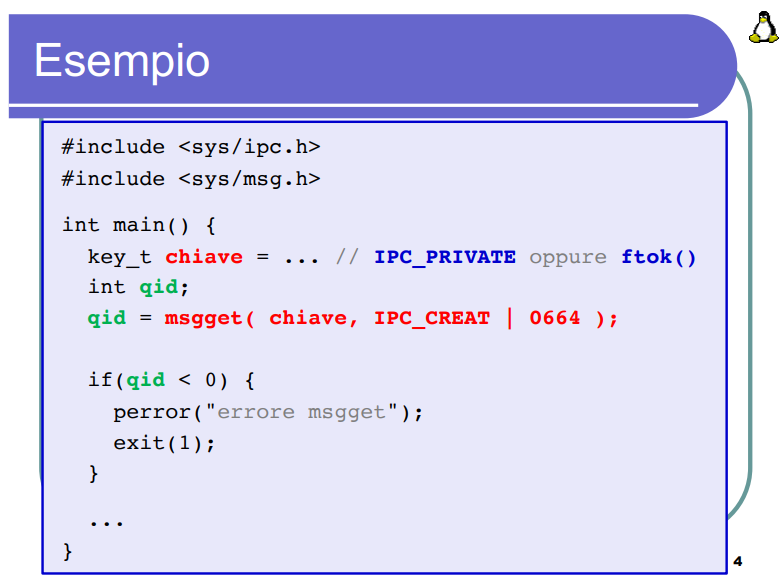 Esempio
#include <sys/ipc.h>
#include <sys/msg.h>
int main() {
key_t chiave = ... // IPC_PRIVATE oppure ftok()
int qid;
qid = msgget( chiave, IPC_CREAT | 0664 );
if(qid < 0) {
perror("errore msgget");
exit(1);
}
...
}
4